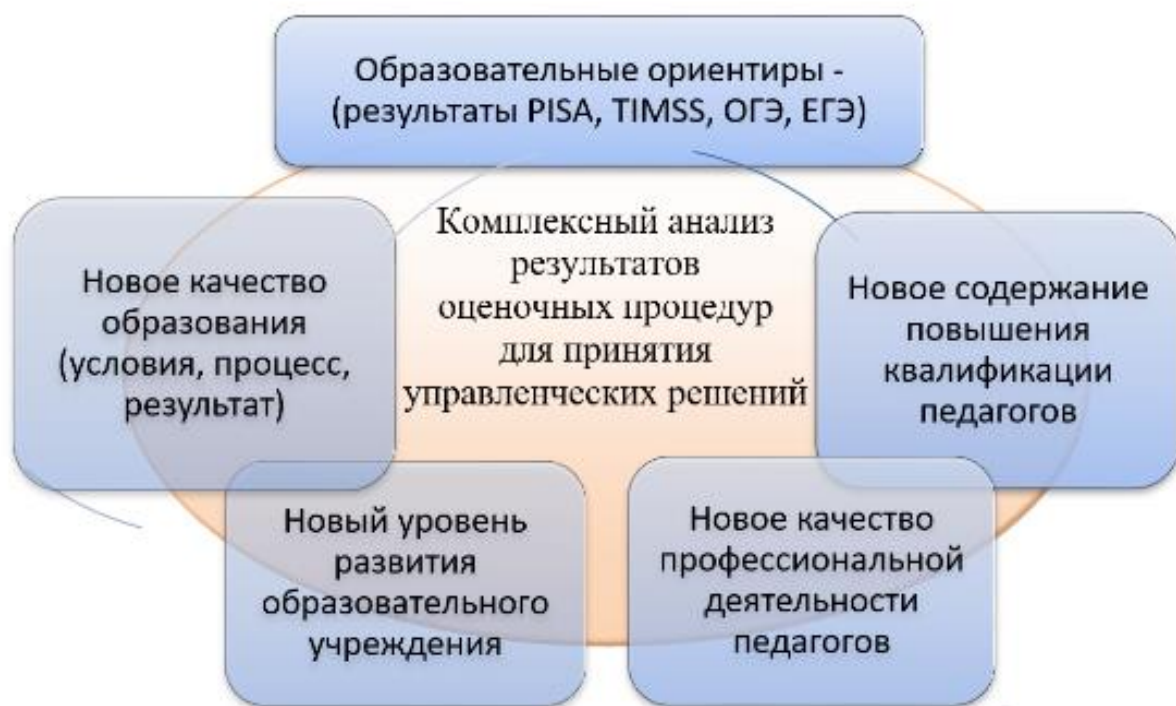 Образовательные ориентиры -
(результаты PISA, TIMSS, ОГЭ, ЕГЭ)
Комплексный анализ
результатов
оценочных процедур
для принятия
управленческих решений
Новое качество
образования
(условия, процесс,
результат)
Новое содержание
повышения
квалификации
педагогов
Новый уровень
развития
образовательного
учреждения
Новое качество
профессиональной
деятельности
педагогов